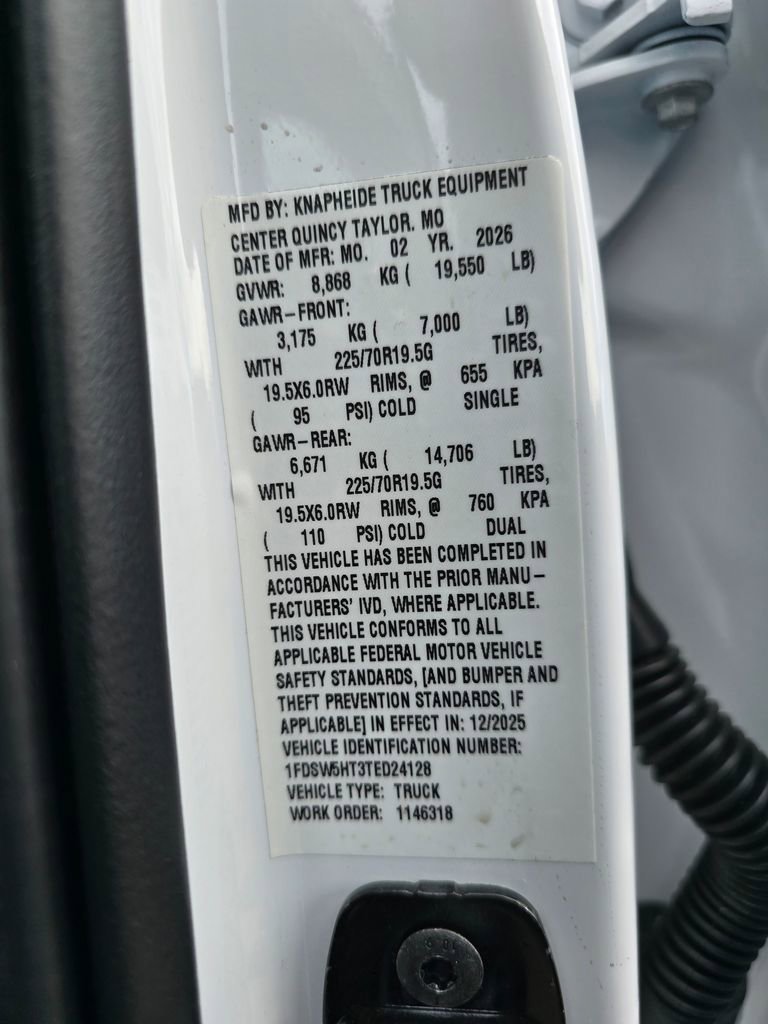 MFD BY: KNAPHEIDE TRUCK EQUIPMENT
CENTER QUINCY TAYLOR, MO
DATE OF MFR: MO. 02 YR. 2026
GVWR: 8,868 KG ( 19,550 LB)
GAWR-FRONT:
3,175 KG ( 7,000 LB)
WITH 225/70R19.5G TIRES,
19.5X6.0RW RIMS, @ 655 KPA
( 95 PSI) COLD SINGLE
GAWR-REAR:
6,671 KG ( 14,706 LB)
WITH 225/70R19.5G TIRES,
19.5X6.0RW RIMS, @ 760 KPA
( 110 PSI) COLD DUAL
THIS VEHICLE HAS BEEN COMPLETED IN
ACCORDANCE WITH THE PRIOR MANU-
FACTURERS' IVD, WHERE APPLICABLE.
THIS VEHICLE CONFORMS TO ALL
APPLICABLE FEDERAL MOTOR VEHICLE
SAFETY STANDARDS, [AND BUMPER AND
THEFT PREVENTION STANDARDS, IF
APPLICABLE] IN EFFECT IN: 12/2025
VEHICLE IDENTIFICATION NUMBER:
1FDSW5HT3TED24128
VEHICLE TYPE: TRUCK
WORK ORDER: 1146318